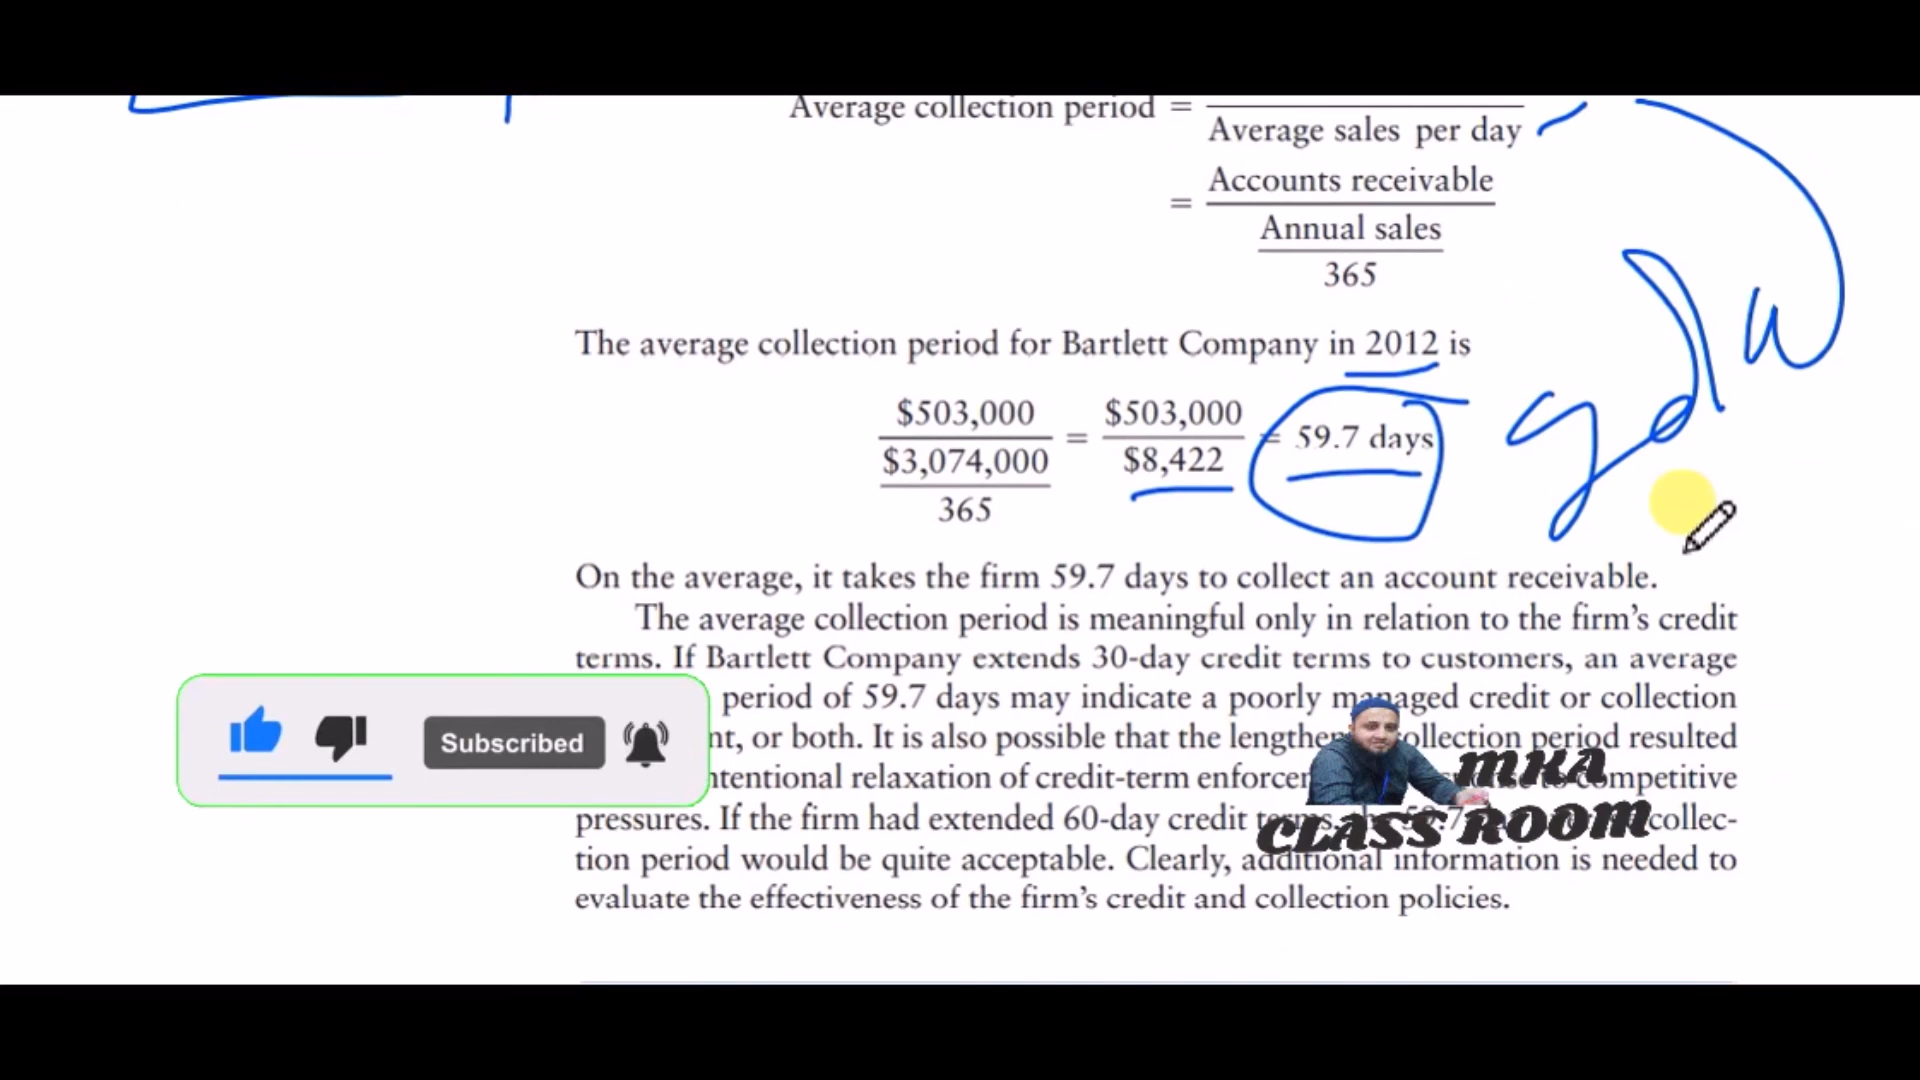 Average collection period =
Average sales per day
= Accounts receivable
Annual sales
365
The average collection period for Bartlett Company in 2012 is
$503,000 = $503,000 = 59.7 days
$3,074,000 $8,422
365
On the average, it takes the firm 59.7 days to collect an account receivable.
The average collection period is meaningful only in relation to the firm's credit
terms. If Bartlett Company extends 30-day credit terms to customers, an average
period of 59.7 days may indicate a poorly managed credit or collection
nt, or both. It is also possible that the collection period resulted
ntentional relaxation of credit-term competitive
pressures. If the firm had extended 60-day credit 59.7 collec-
tion period would be quite acceptable. Clearly, additional information is needed to
evaluate the effectiveness of the firm's credit and collection policies.
Subscribed
MKA
CLASS ROOM